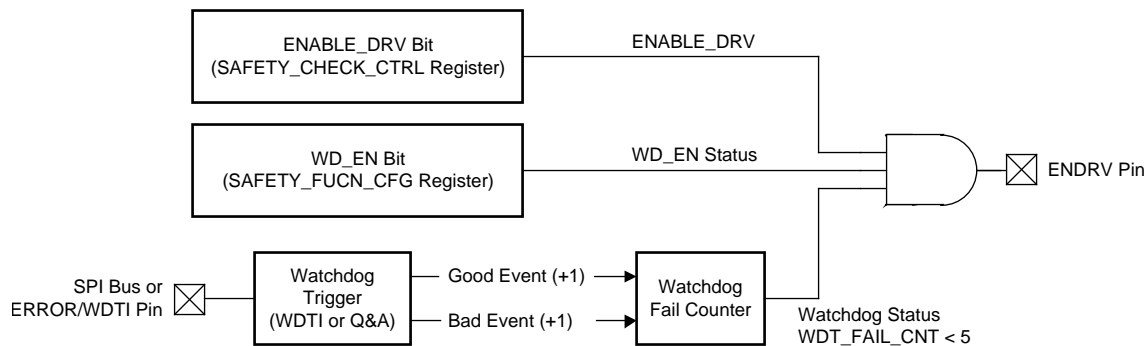 ENABLE_DRV Bit
(SAFETY_CHECK_CTRL Register)
ENABLE_DRV
WD_EN Bit
(SAFETY_FUCN_CFG Register)
WD_EN Status
ENDRV Pin
SPI Bus or
ERROR/WDTI Pin
Watchdog
Trigger
(WDTI or Q&A)
Good Event (+1)
Bad Event (+1)
Watchdog
Fail Counter
Watchdog Status
WDT_FAIL_CNT < 5